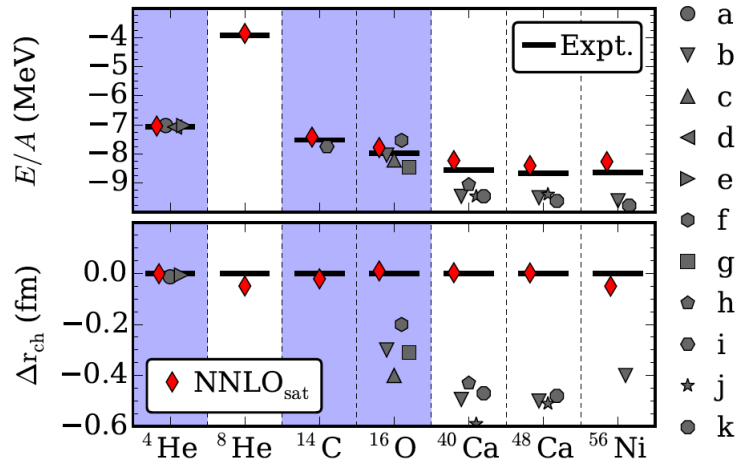 E/A (MeV)
−4
−5
−6
−7
−8
−9
Expt.
Δr_ch (fm)
0.0
−0.2
−0.4
−0.6
NNLO_sat
⁴He ⁸He ¹⁴C ¹⁶O ⁴⁰Ca ⁴⁸Ca ⁵⁶Ni
a
b
c
d
e
f
g
h
i
j
k